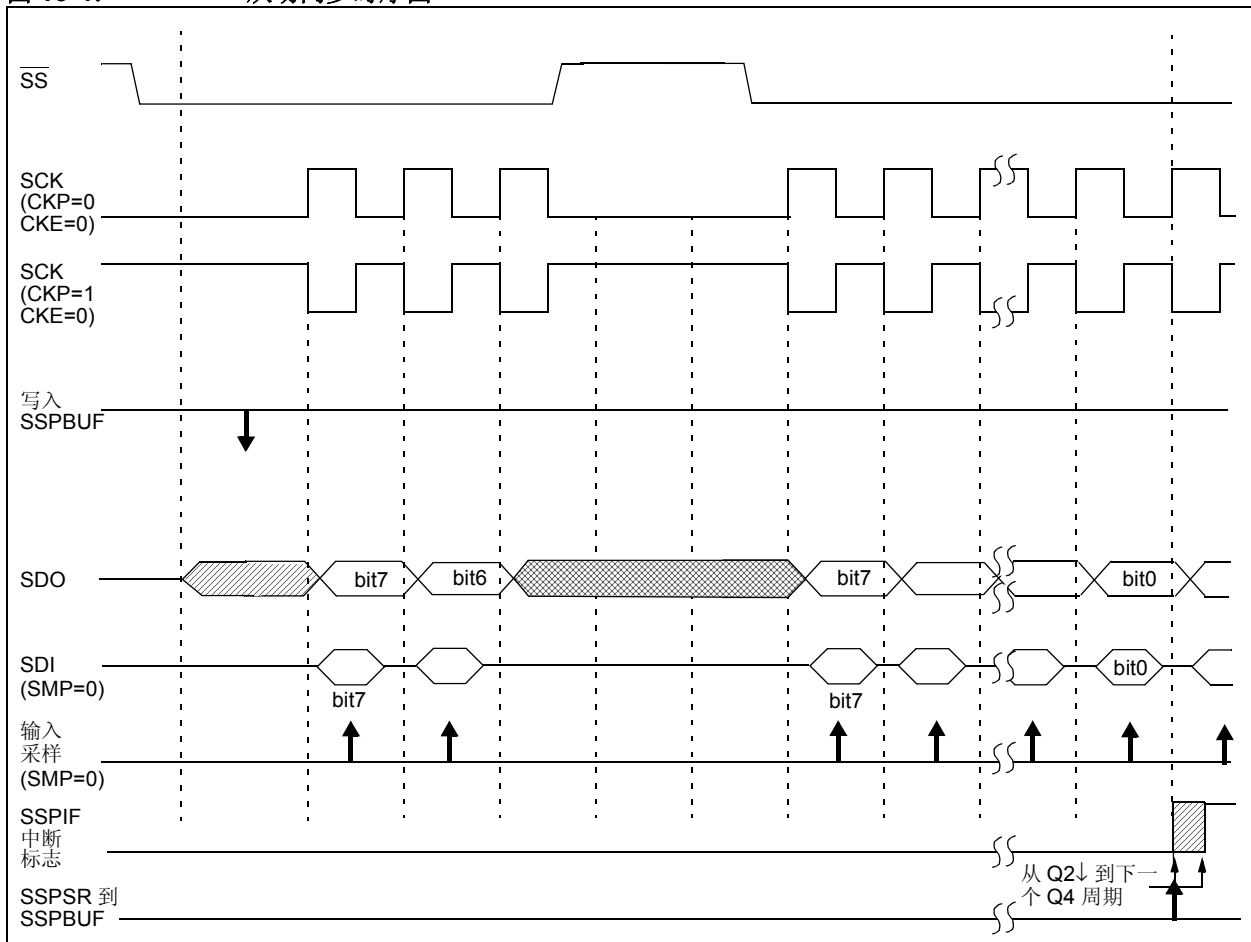 SS
SCK
(CKP=0
CKE=0)
SCK
(CKP=1
CKE=0)
写入
SSPBUF
SDO
bit7
bit6
bit7
bit0
SDI
(SMP=0)
bit7
bit7
bit0
输入
采样
(SMP=0)
SSPIF
中断
标志
从 Q2↓ 到下一
个 Q4 周期
SSPSR 到
SSPBUF